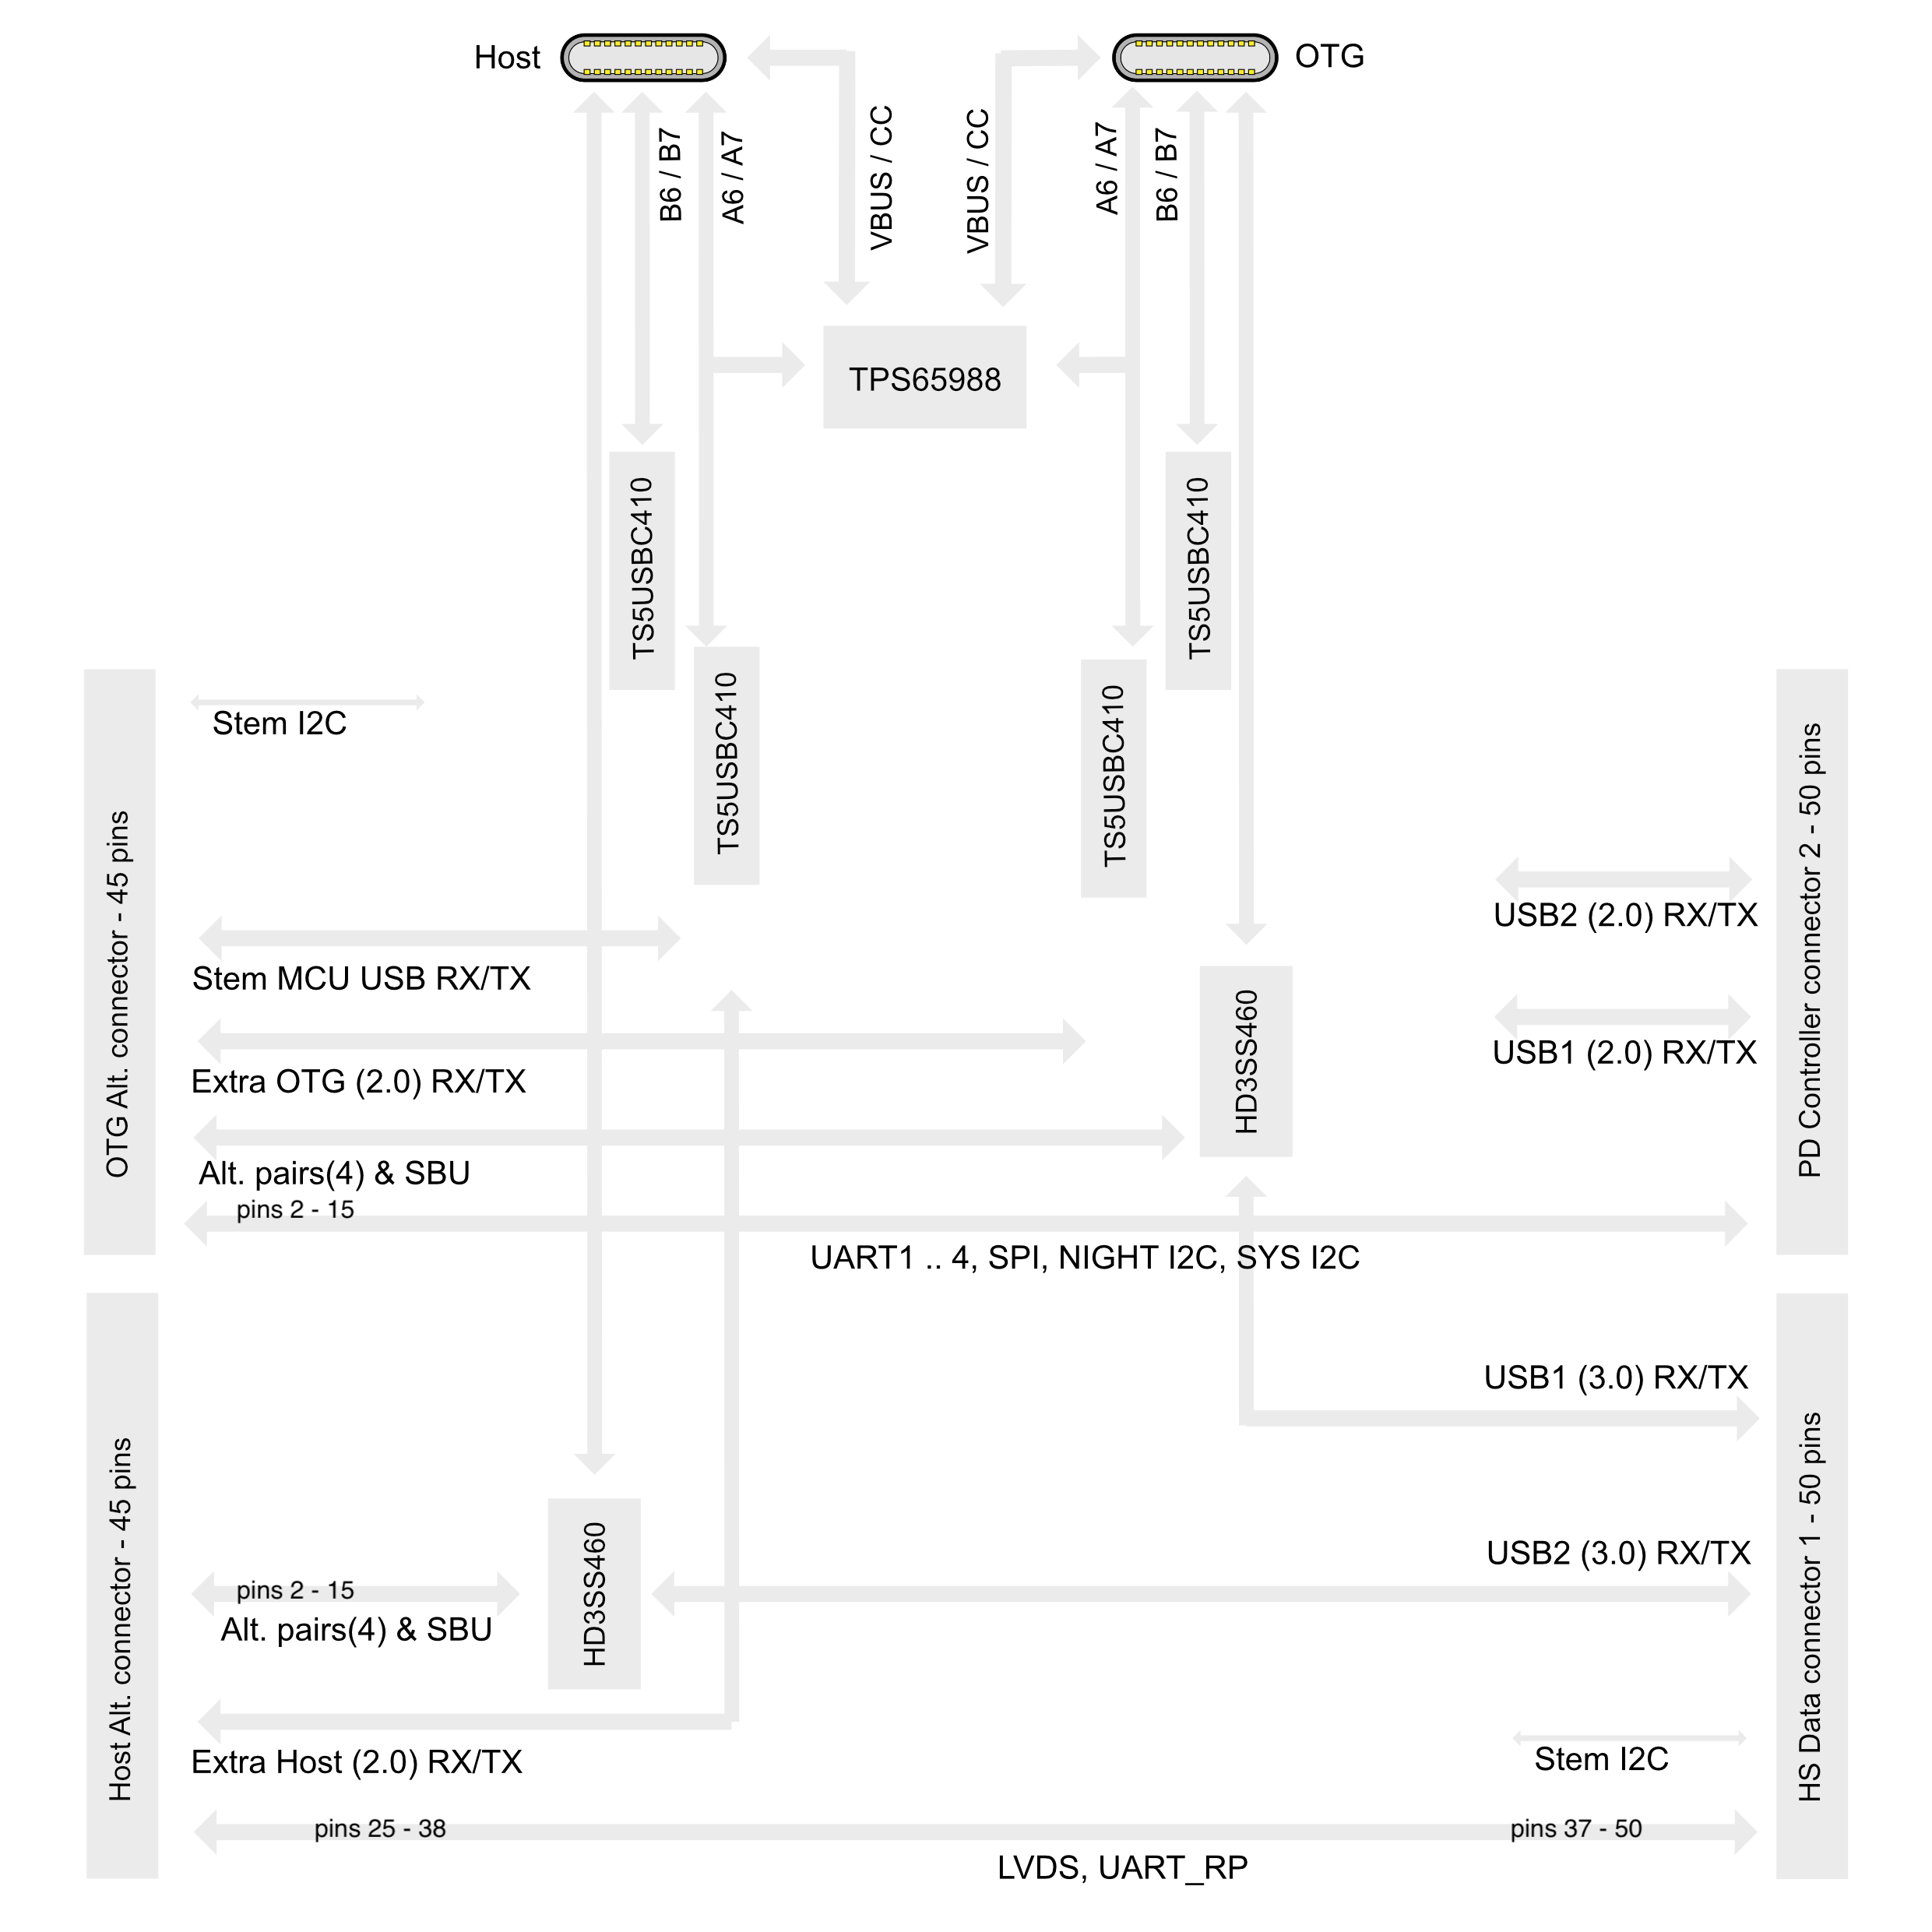 Host
OTG
B6 / B7
A6 / A7
VBUS / CC
VBUS / CC
A6 / A7
B6 / B7
TPS65988
TS5USBC410
TS5USBC410
TS5USBC410
TS5USBC410
OTG Alt. connector - 45 pins
Stem I2C
PD Controller connector 2 - 50 pins
USB2 (2.0) RX/TX
Stem MCU USB RX/TX
USB1 (2.0) RX/TX
HD3SS460
Extra OTG (2.0) RX/TX
Alt. pairs(4) & SBU
pins 2 - 15
UART1 .. 4, SPI, NIGHT I2C, SYS I2C
USB1 (3.0) RX/TX
Host Alt. connector - 45 pins
HS Data connector 1 - 50 pins
HD3SS460
USB2 (3.0) RX/TX
pins 2 - 15
Alt. pairs(4) & SBU
Extra Host (2.0) RX/TX
Stem I2C
pins 25 - 38
pins 37 - 50
LVDS, UART_RP